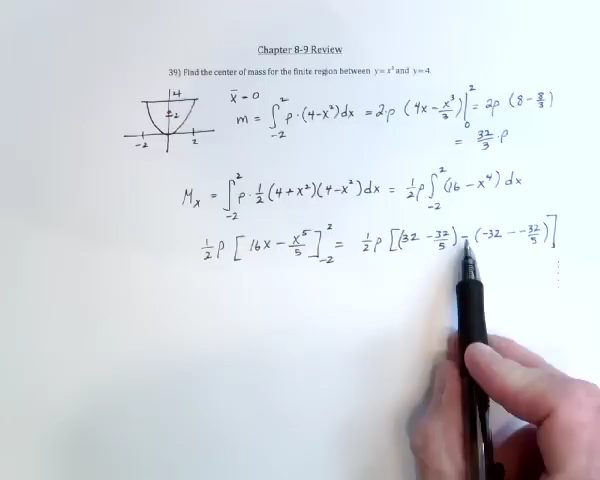 Chapter 8-9 Review
39) Find the center of mass for the finite region between y = x² and y = 4.
4
2
-2 2
x̄ = 0
m = ∫₋₂² ρ · (4 - x²) dx = 2·ρ (4x - x³/3)|₀² = 2ρ (8 - 8/3)
= 32/3 · ρ
Mₓ = ∫₋₂² ρ · ½ (4 + x²)(4 - x²) dx = ½ ρ ∫₋₂² (16 - x⁴) dx
½ ρ [16x - x⁵/5]₋₂² = ½ ρ [(32 - 32/5) - (-32 - -32/5)]